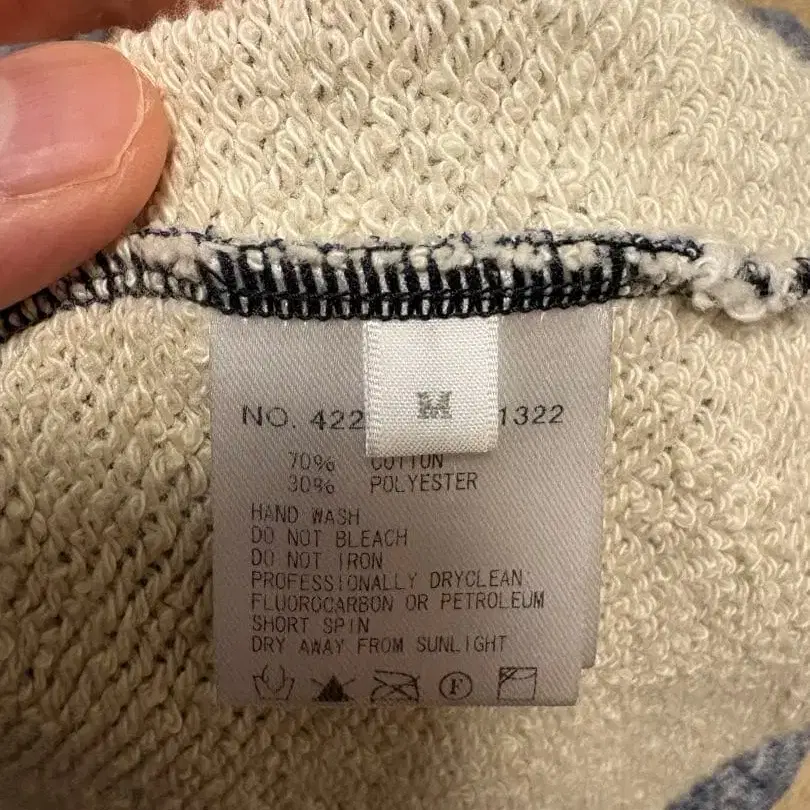 M
NO. 422 1322
70% COTTON
30% POLYESTER
HAND WASH
DO NOT BLEACH
DO NOT IRON
PROFESSIONALLY DRYCLEAN:
FLUOROCARBON OR PETROLEUM
SHORT SPIN
DRY AWAY FROM SUNLIGHT
F